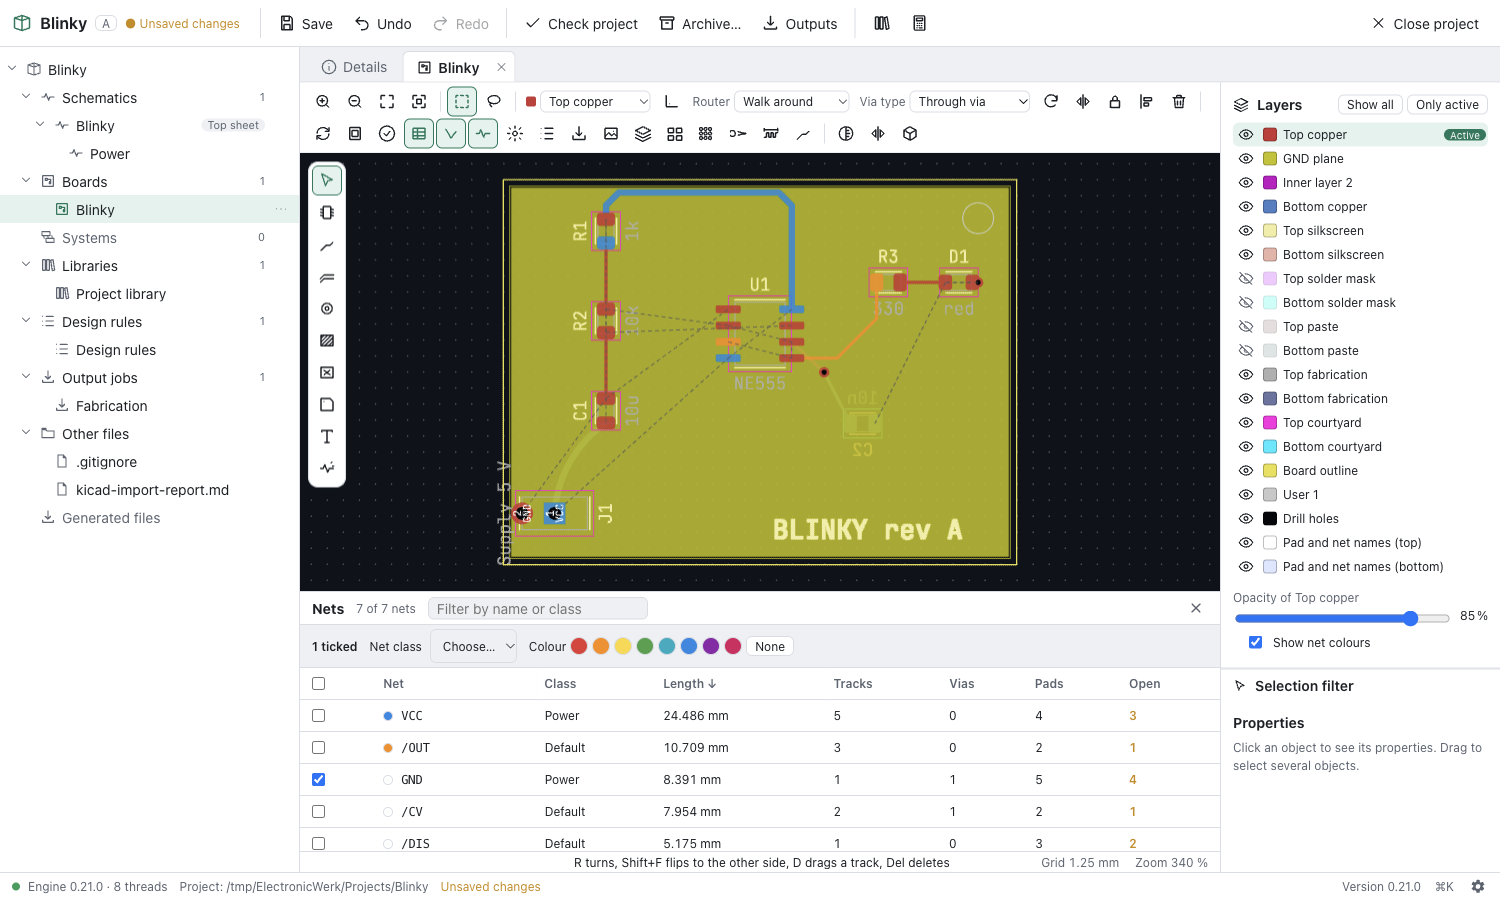 Blinky A Unsaved changes Save Undo Redo Check project Archive... Outputs Close project
Blinky
Schematics 1
Blinky Top sheet
Power
Boards 1
Blinky ...
Systems 0
Libraries 1
Project library
Design rules 1
Design rules
Output jobs 1
Fabrication
Other files
.gitignore
kicad-import-report.md
Generated files
Details Blinky
Top copper Router Walk around Via type Through via
R1 1k
R2 10k
C1 10u
U1
NE555
R3 D1
330 red
10n
C2
Supply 5 V
2 GND
1 VCC
J1
BLINKY rev A
Layers Show all Only active
Top copper Active
GND plane
Inner layer 2
Bottom copper
Top silkscreen
Bottom silkscreen
Top solder mask
Bottom solder mask
Top paste
Bottom paste
Top fabrication
Bottom fabrication
Top courtyard
Bottom courtyard
Board outline
User 1
Drill holes
Pad and net names (top)
Pad and net names (bottom)
Opacity of Top copper
85 %
Show net colours
Selection filter
Properties
Click an object to see its properties. Drag to
select several objects.
Nets 7 of 7 nets Filter by name or class
1 ticked Net class Choose... Colour None
Net Class Length ↓ Tracks Vias Pads Open
VCC Power 24.486 mm 5 0 4 3
/OUT Default 10.709 mm 3 0 2 1
GND Power 8.391 mm 1 1 5 4
/CV Default 7.954 mm 2 1 2 1
/DIS Default 5.175 mm 1 0 3 2
R turns, Shift+F flips to the other side, D drags a track, Del deletes Grid 1.25 mm Zoom 340 %
Engine 0.21.0 · 8 threads Project: /tmp/ElectronicWerk/Projects/Blinky Unsaved changes Version 0.21.0 ⌘K